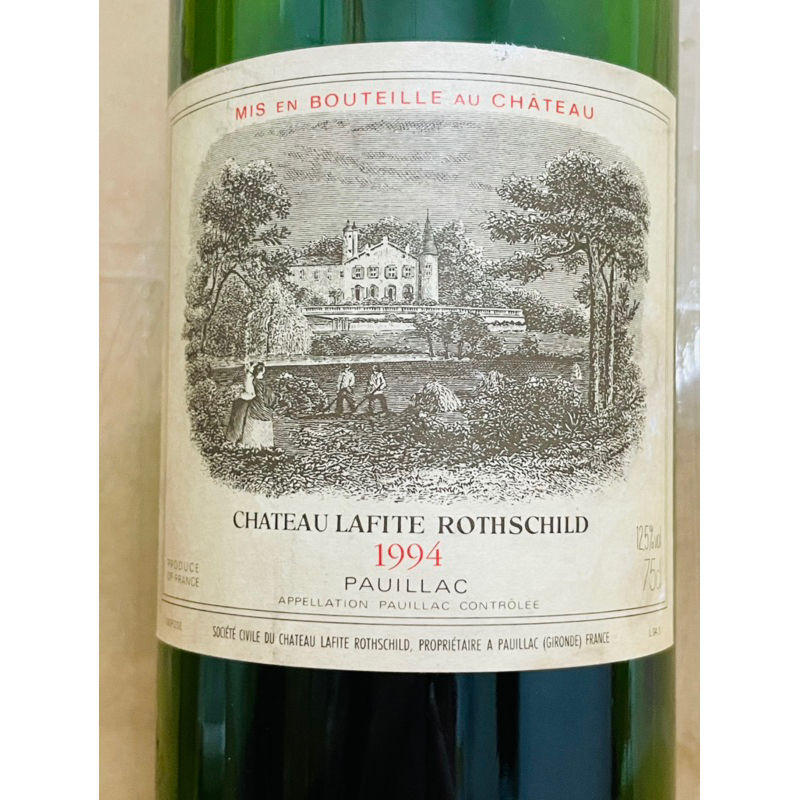 MIS EN BOUTEILLE AU CHÂTEAU
CHATEAU LAFITE ROTHSCHILD
1994
PAUILLAC
APPELLATION PAUILLAC CONTRÔLÉE
PRODUCE
OF FRANCE
12,5% vol
75cl
SOCIÉTÉ CIVILE DU CHATEAU LAFITE ROTHSCHILD, PROPRIÉTAIRE A PAUILLAC (GIRONDE) FRANCE